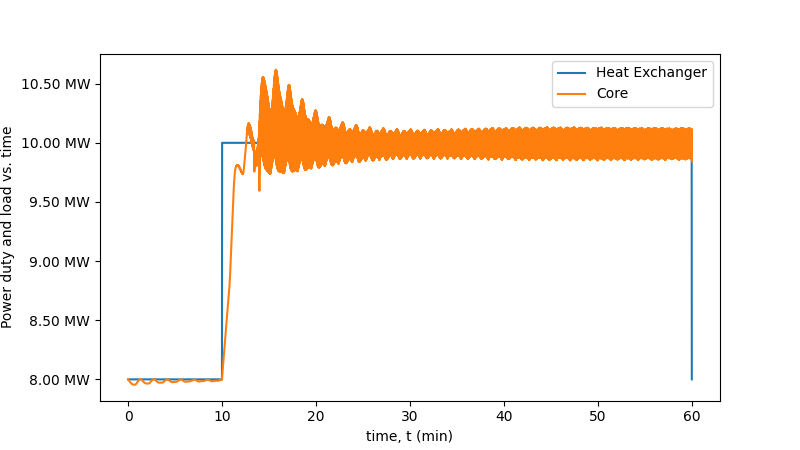 Heat Exchanger
Core
Power duty and load vs. time
10.50 MW
10.00 MW
9.50 MW
9.00 MW
8.50 MW
8.00 MW
0 10 20 30 40 50 60
time, t (min)